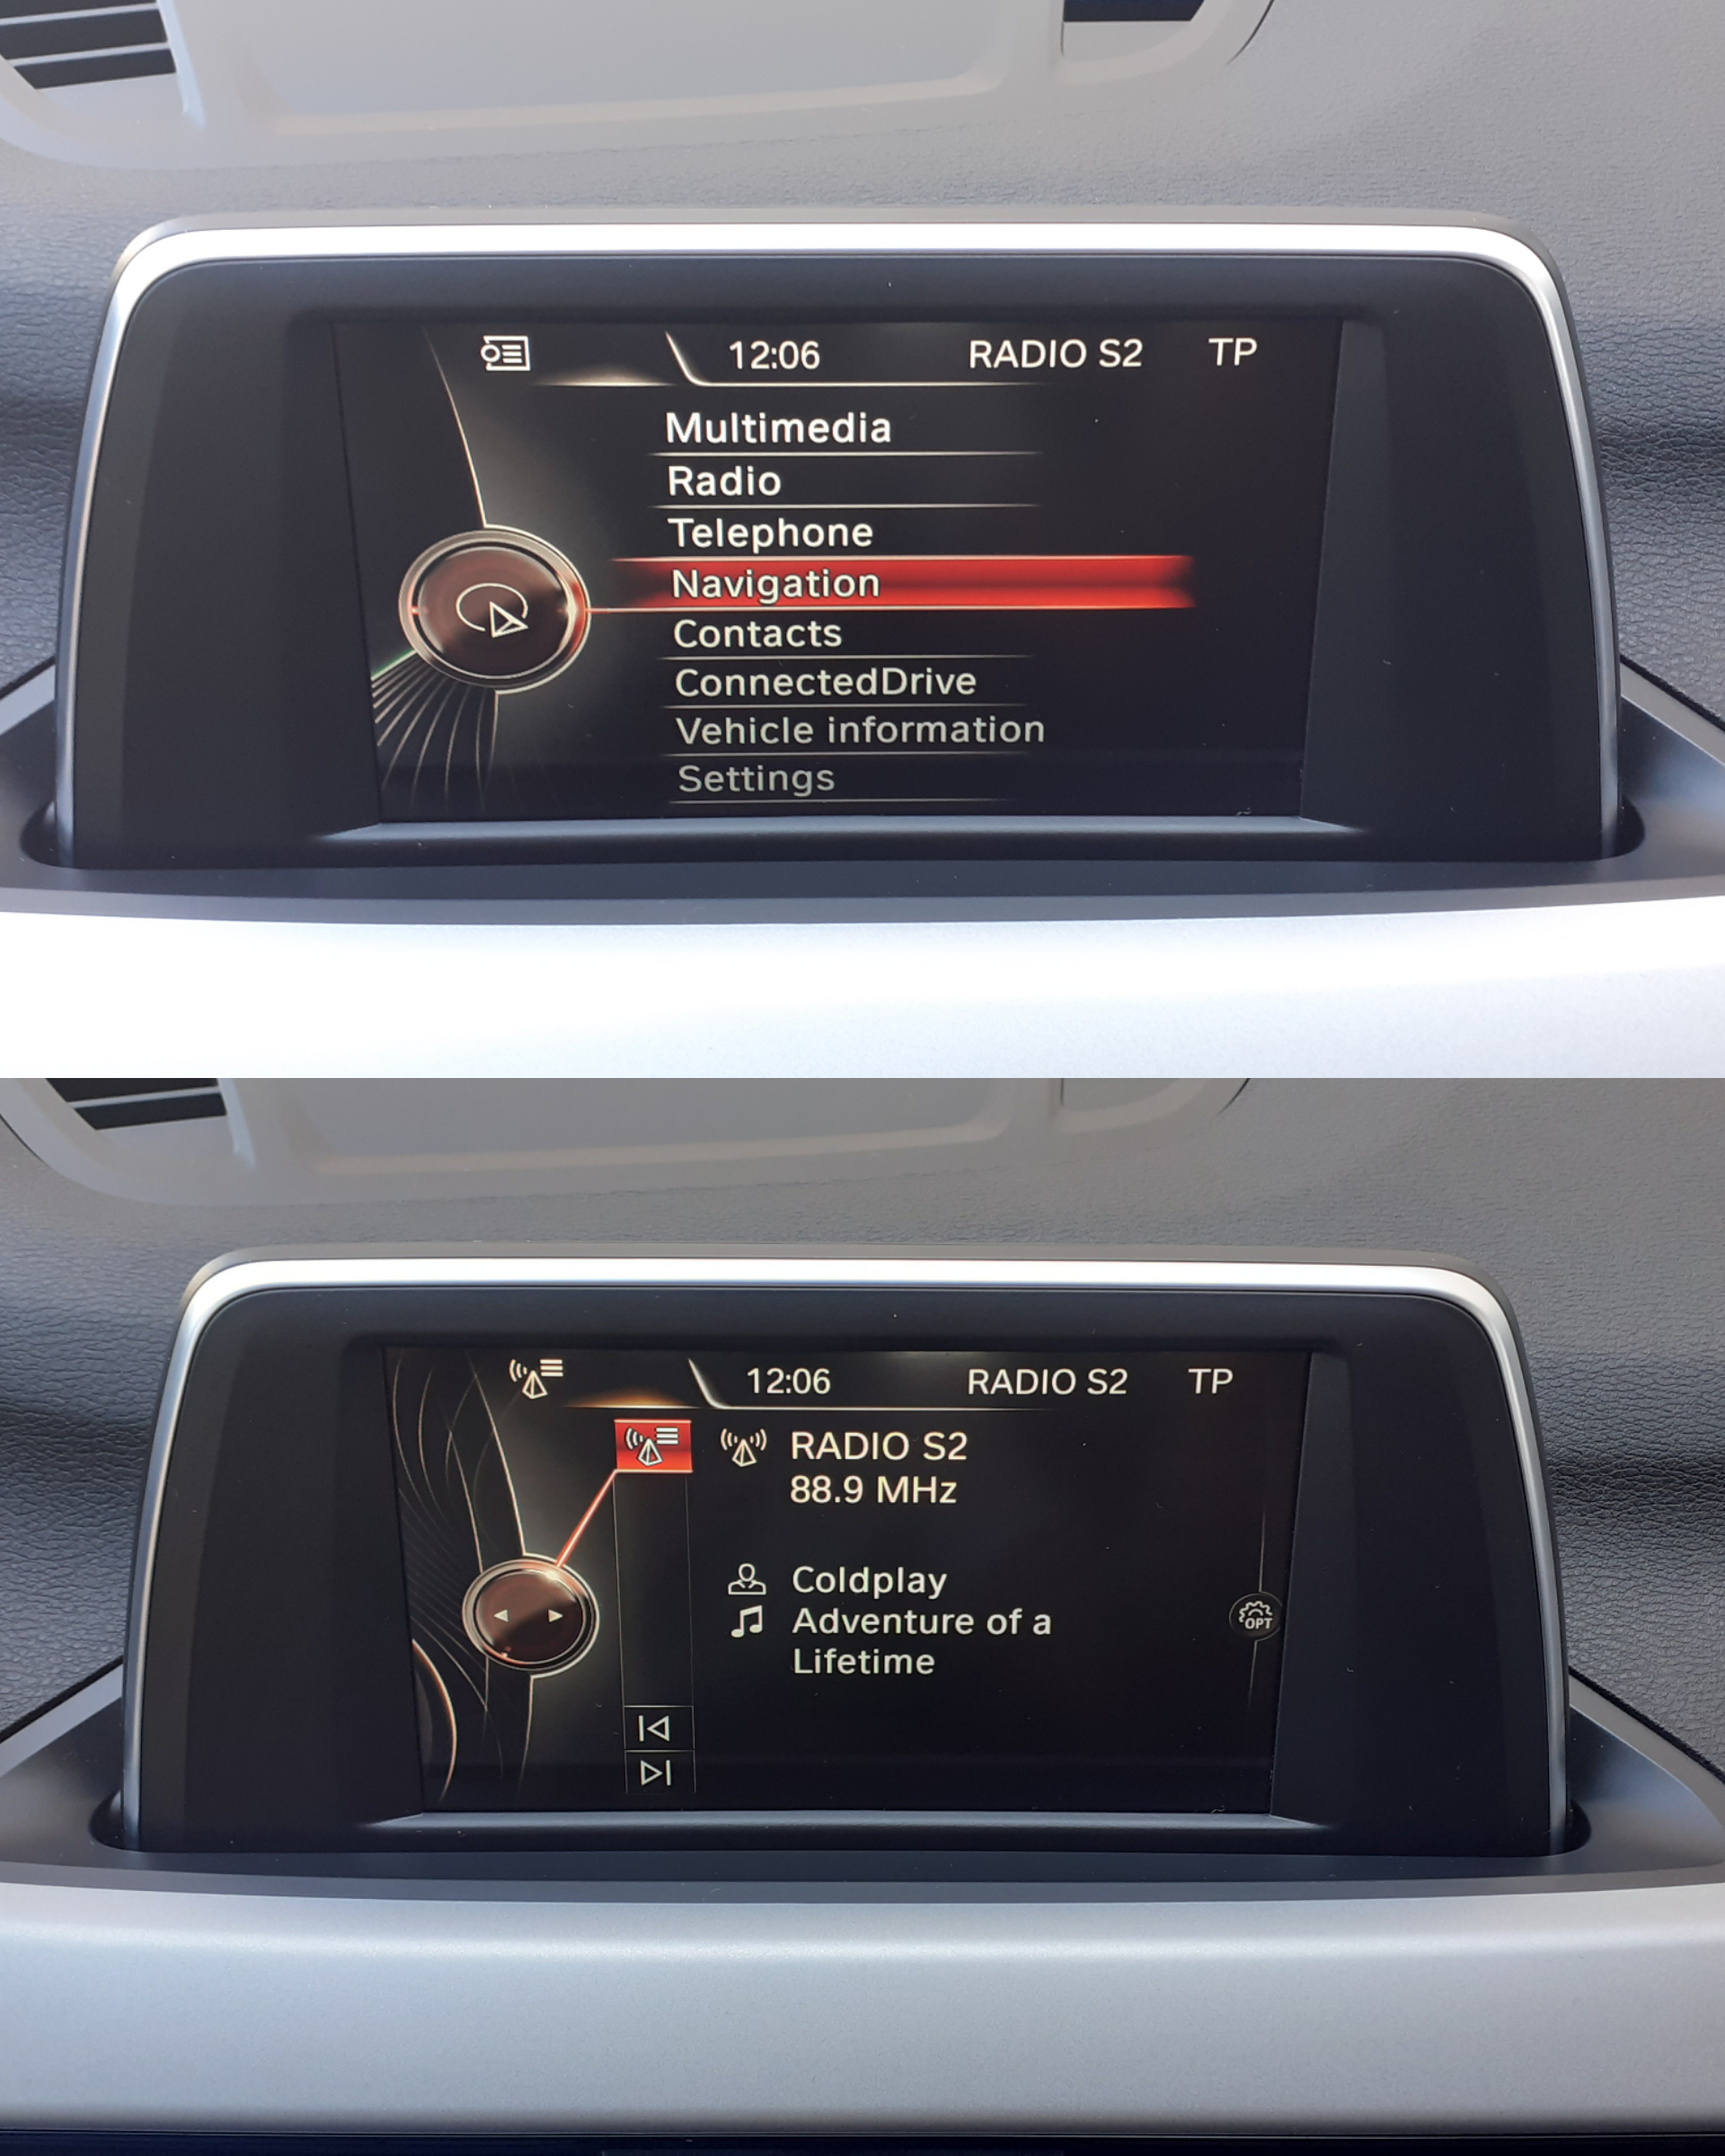 12:06 RADIO S2 TP
Multimedia
Radio
Telephone
Navigation
Contacts
ConnectedDrive
Vehicle information
Settings
12:06 RADIO S2 TP
RADIO S2
88.9 MHz
Coldplay
Adventure of a
Lifetime
OPT